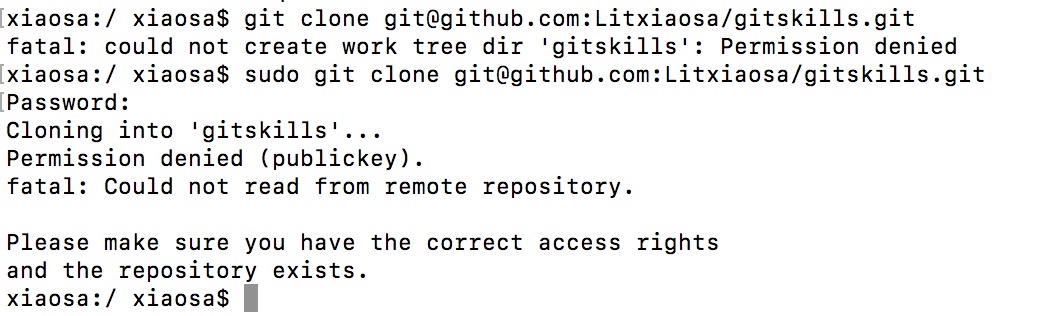 [xiaosa:/ xiaosa$ git clone git@github.com:Litxiaosa/gitskills.git
fatal: could not create work tree dir 'gitskills': Permission denied
[xiaosa:/ xiaosa$ sudo git clone git@github.com:Litxiaosa/gitskills.git
[Password:
Cloning into 'gitskills'...
Permission denied (publickey).
fatal: Could not read from remote repository.

Please make sure you have the correct access rights
and the repository exists.
xiaosa:/ xiaosa$